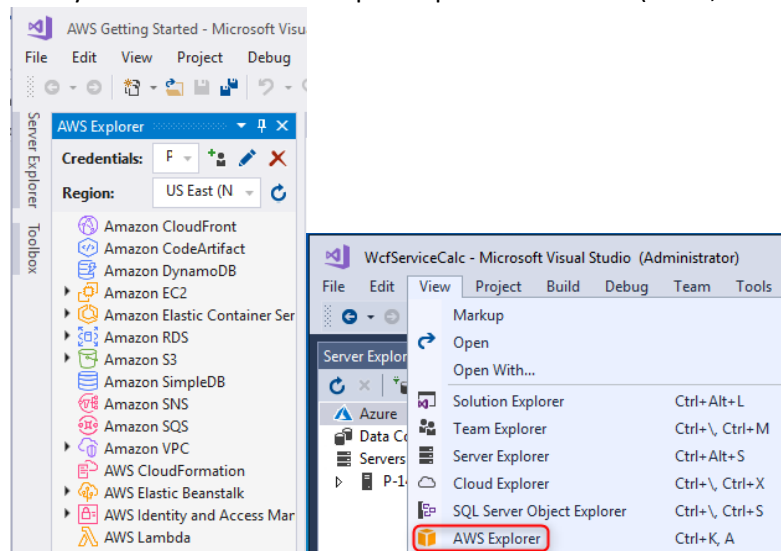 AWS Getting Started - Microsoft Visu
File Edit View Project Debug
Server Explorer
Toolbox
AWS Explorer
Credentials:
Region: US East (N
Amazon CloudFront
Amazon CodeArtifact
Amazon DynamoDB
Amazon EC2
Amazon Elastic Container Ser
Amazon RDS
Amazon S3
Amazon SimpleDB
Amazon SNS
Amazon SQS
Amazon VPC
AWS CloudFormation
AWS Elastic Beanstalk
AWS Identity and Access Mar
AWS Lambda
WcfServiceCalc - Microsoft Visual Studio (Administrator)
File Edit View Project Build Debug Team Tools
Server Explor
Azure
Data Co
Servers
P-14
Markup
Open
Open With...
Solution Explorer Ctrl+Alt+L
Team Explorer Ctrl+\, Ctrl+M
Server Explorer Ctrl+Alt+S
Cloud Explorer Ctrl+\, Ctrl+X
SQL Server Object Explorer Ctrl+\, Ctrl+S
AWS Explorer Ctrl+K, A